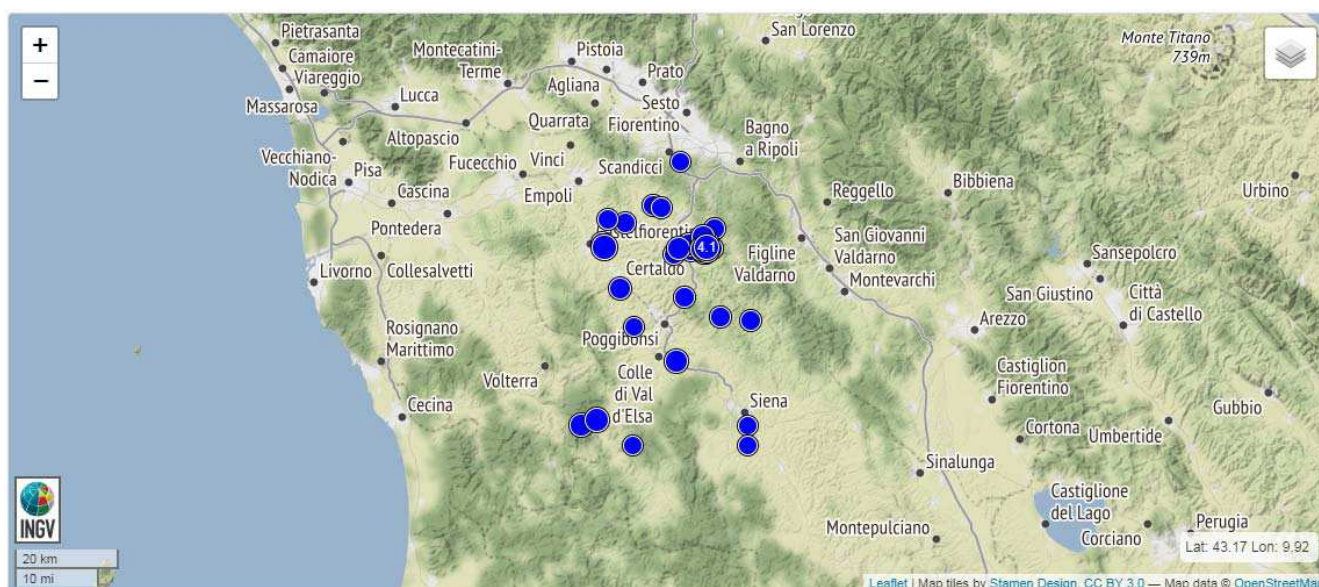 +
−
Pietrasanta
Camaiore
Viareggio
Massarosa
Lucca
Montecatini-
Terme
Altopascio
Pistoia
Agliana
Quarrata
Prato
Sesto
Fiorentino
San Lorenzo
Monte Titano
739m
Vecchiano-
Nodica
Pisa
Cascina
Pontedera
Fucecchio
Vinci
Empoli
Scandicci
Bagno
a Ripoli
Reggello
Bibbiena
Urbino
Livorno
Collesalvetti
Certaldo
4.1
Figline
Valdarno
San Giovanni
Valdarno
Montevarchi
Sansepolcro
San Giustino
Città
di Castello
Arezzo
Rosignano
Marittimo
Poggibonsi
Volterra
Colle
di Val
d'Elsa
Siena
Cecina
Castiglion
Fiorentino
Cortona
Umbertide
Gubbio
Sinalunga
Castiglione
del Lago
Montepulciano
Corciano
Perugia
INGV
20 km
10 mi
Lat: 43.17 Lon: 9.92
Leaflet | Map tiles by Stamen Design, CC BY 3.0 — Map data © OpenStreetMap